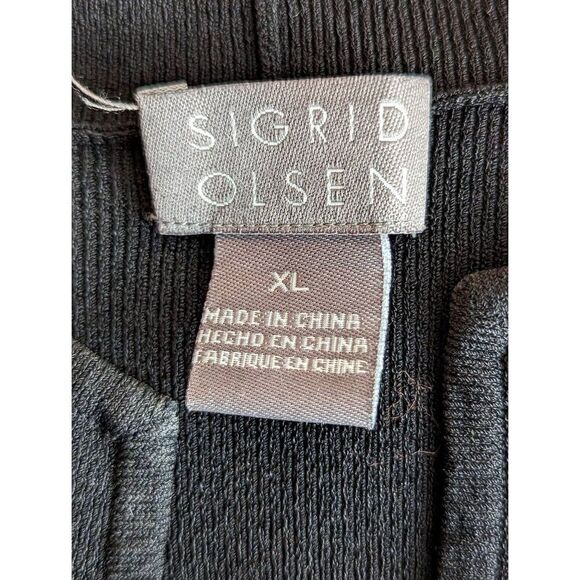 SIGRID
OLSEN
XL
MADE IN CHINA
HECHO EN CHINA
FABRIQUE EN CHINE